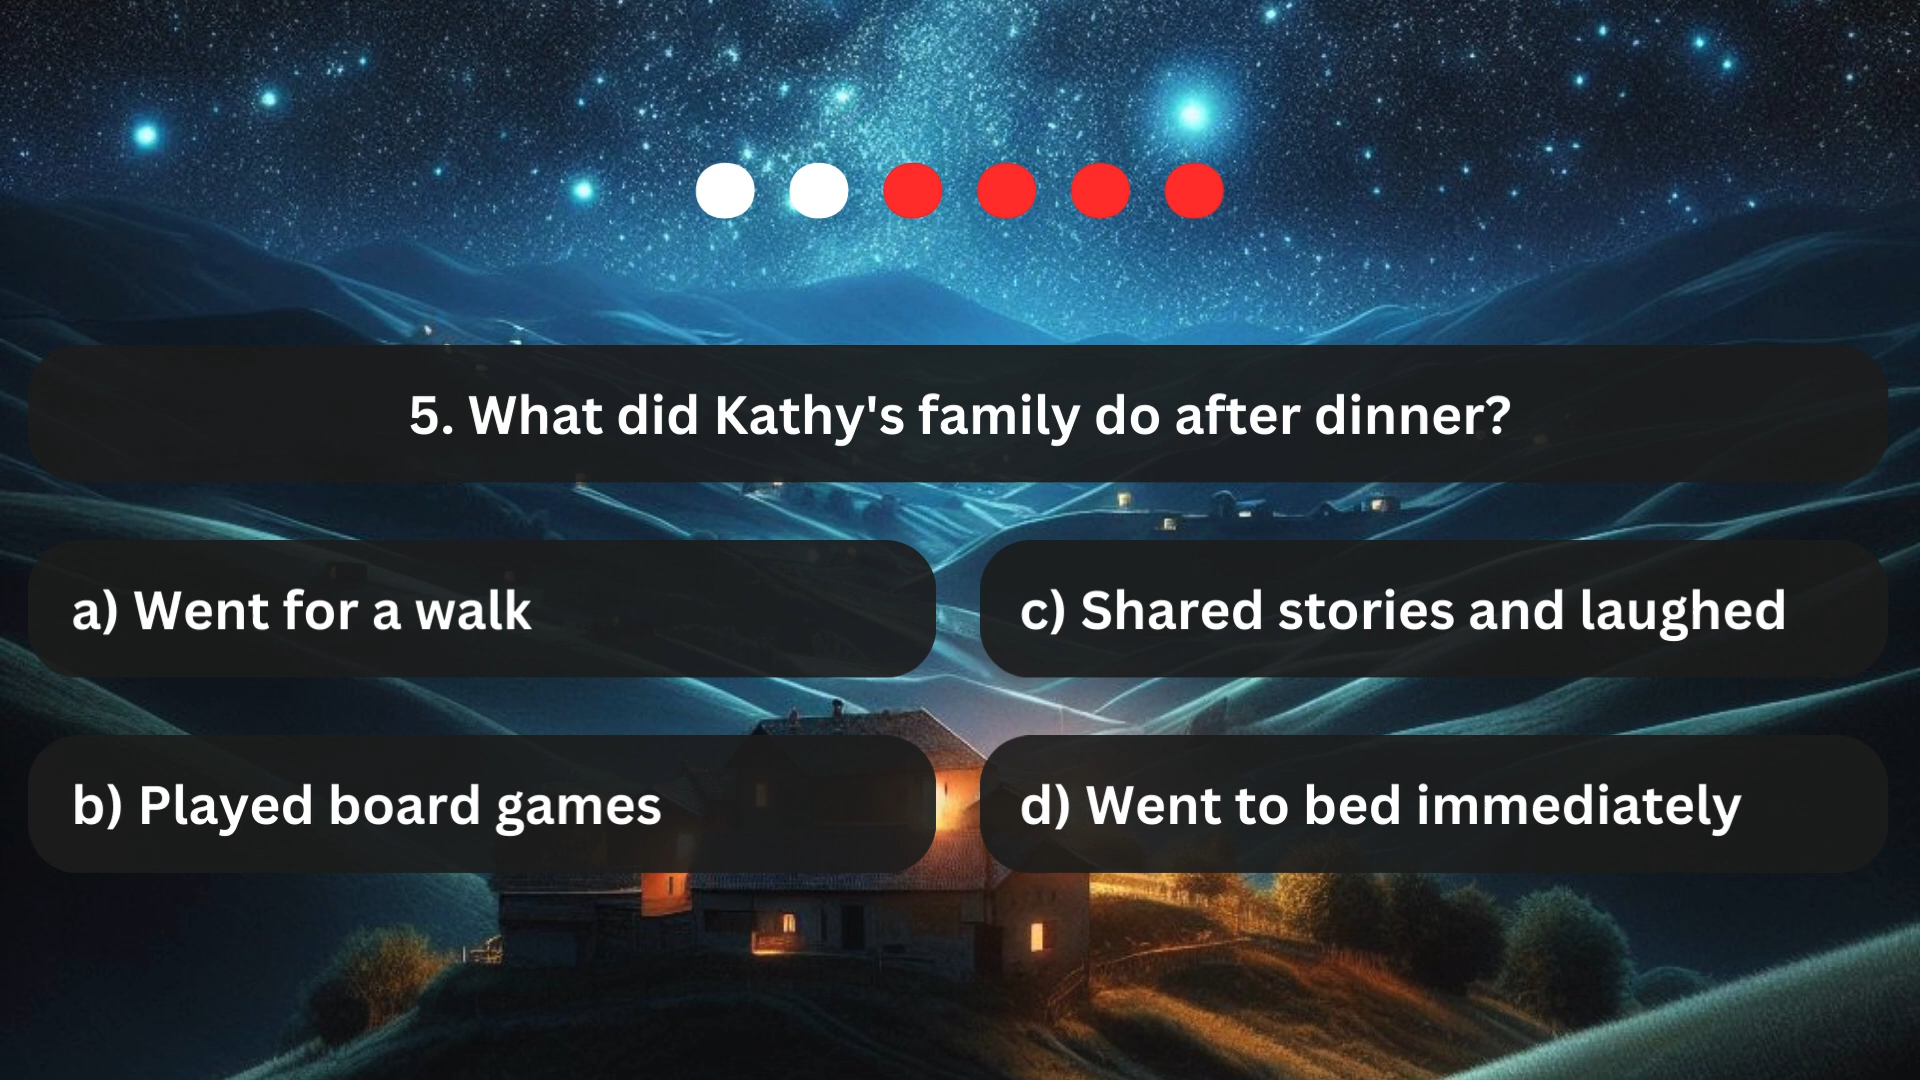 5. What did Kathy's family do after dinner?
a) Went for a walk
b) Played board games
c) Shared stories and laughed
d) Went to bed immediately